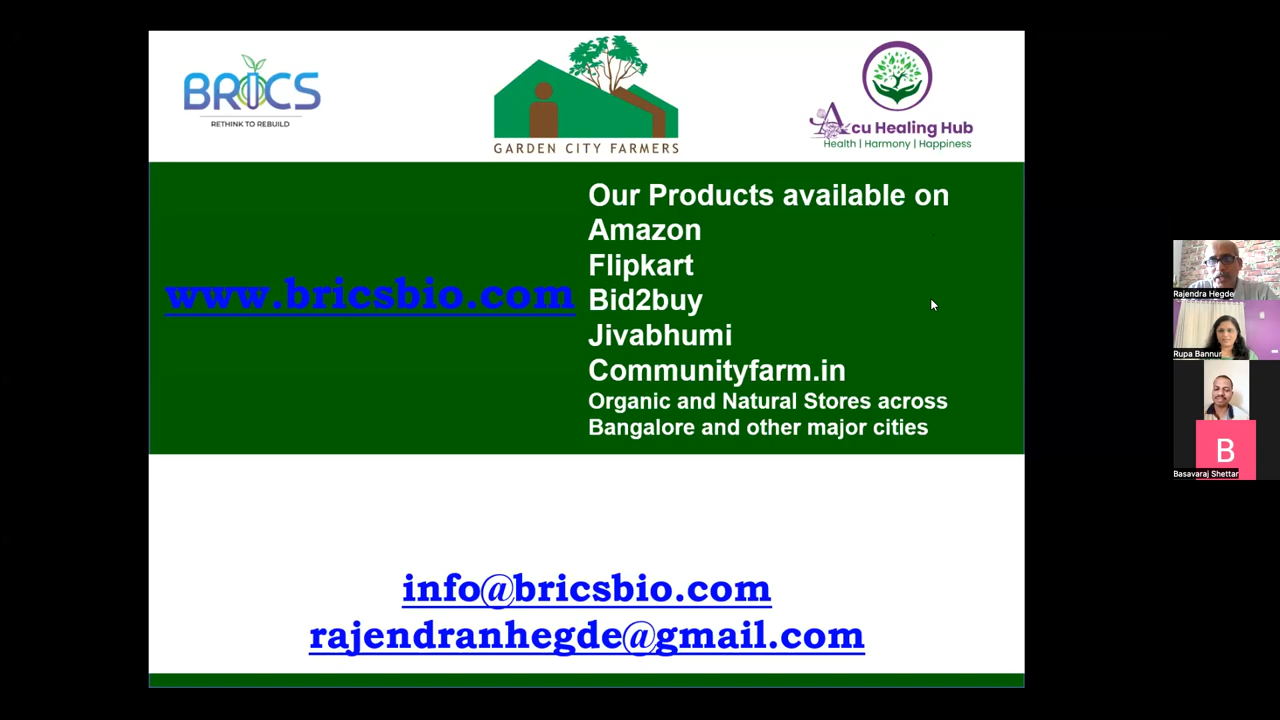 BRICS
RETHINK TO REBUILD
GARDEN CITY FARMERS
Acu Healing Hub
Health | Harmony | Happiness
www.bricsbio.com
Our Products available on
Amazon
Flipkart
Bid2buy
Jivabhumi
Communityfarm.in
Organic and Natural Stores across
Bangalore and other major cities
info@bricsbio.com
rajendranhegde@gmail.com
Rajendra Hegde
Rupa Bannur
B
Basavaraj Shettar